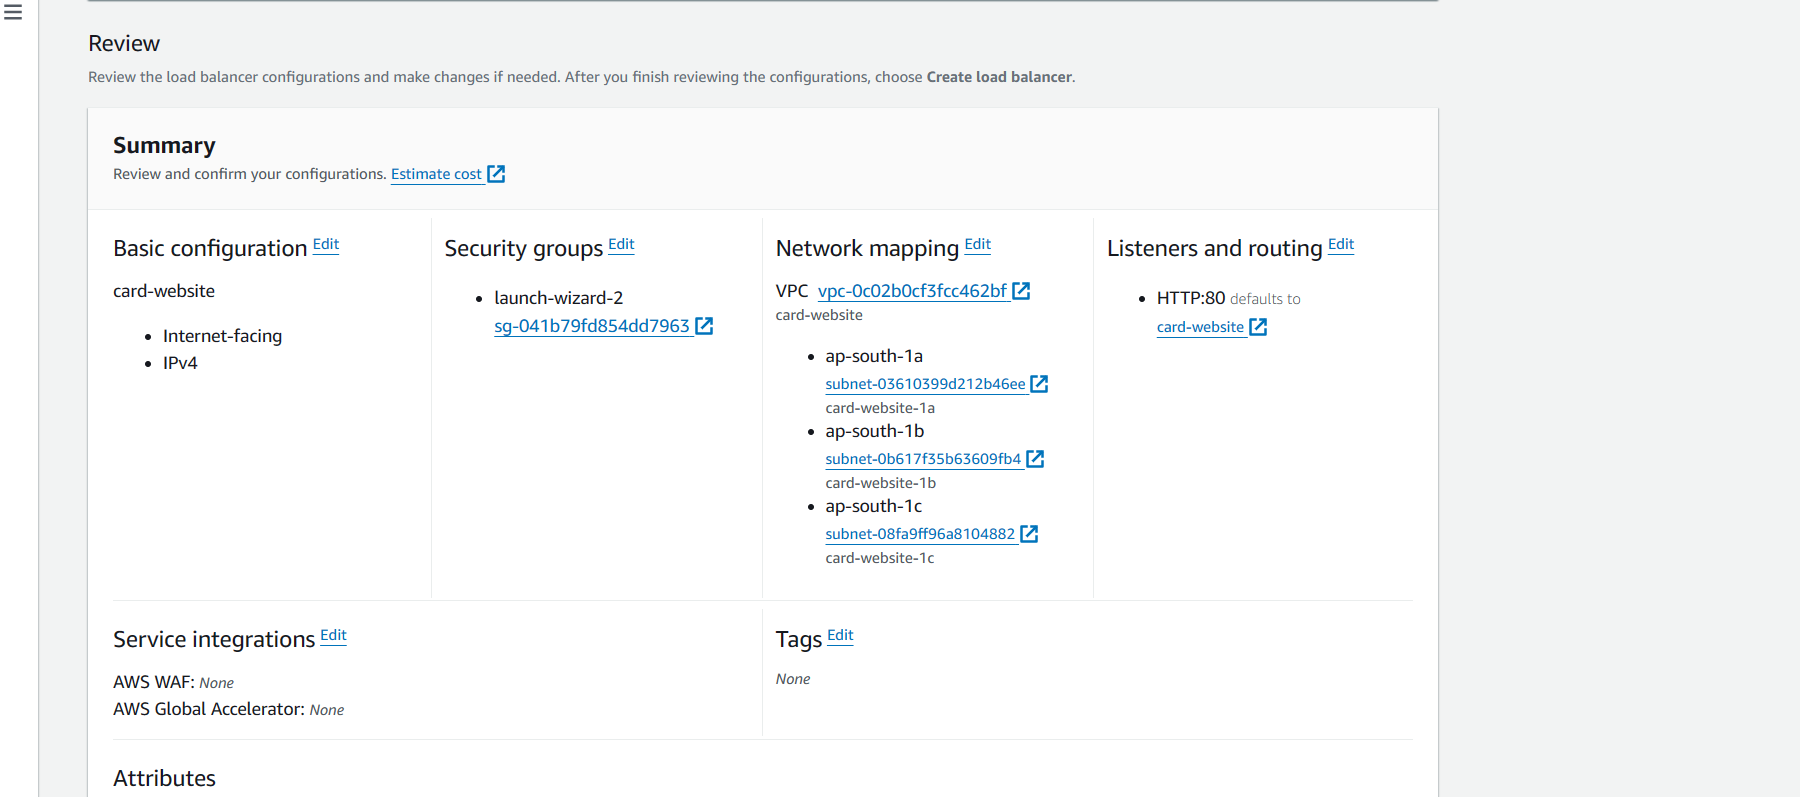 Review
Review the load balancer configurations and make changes if needed. After you finish reviewing the configurations, choose Create load balancer.
Summary
Review and confirm your configurations. Estimate cost
Basic configuration Edit
card-website
Internet-facing
IPv4
Security groups Edit
launch-wizard-2
sg-041b79fd854dd7963
Network mapping Edit
VPC vpc-0c02b0cf3fcc462bf
card-website
ap-south-1a
subnet-03610399d212b46ee
card-website-1a
ap-south-1b
subnet-0b617f35b63609fb4
card-website-1b
ap-south-1c
subnet-08fa9ff96a8104882
card-website-1c
Listeners and routing Edit
HTTP:80 defaults to
card-website
Service integrations Edit
AWS WAF: None
AWS Global Accelerator: None
Tags Edit
None
Attributes